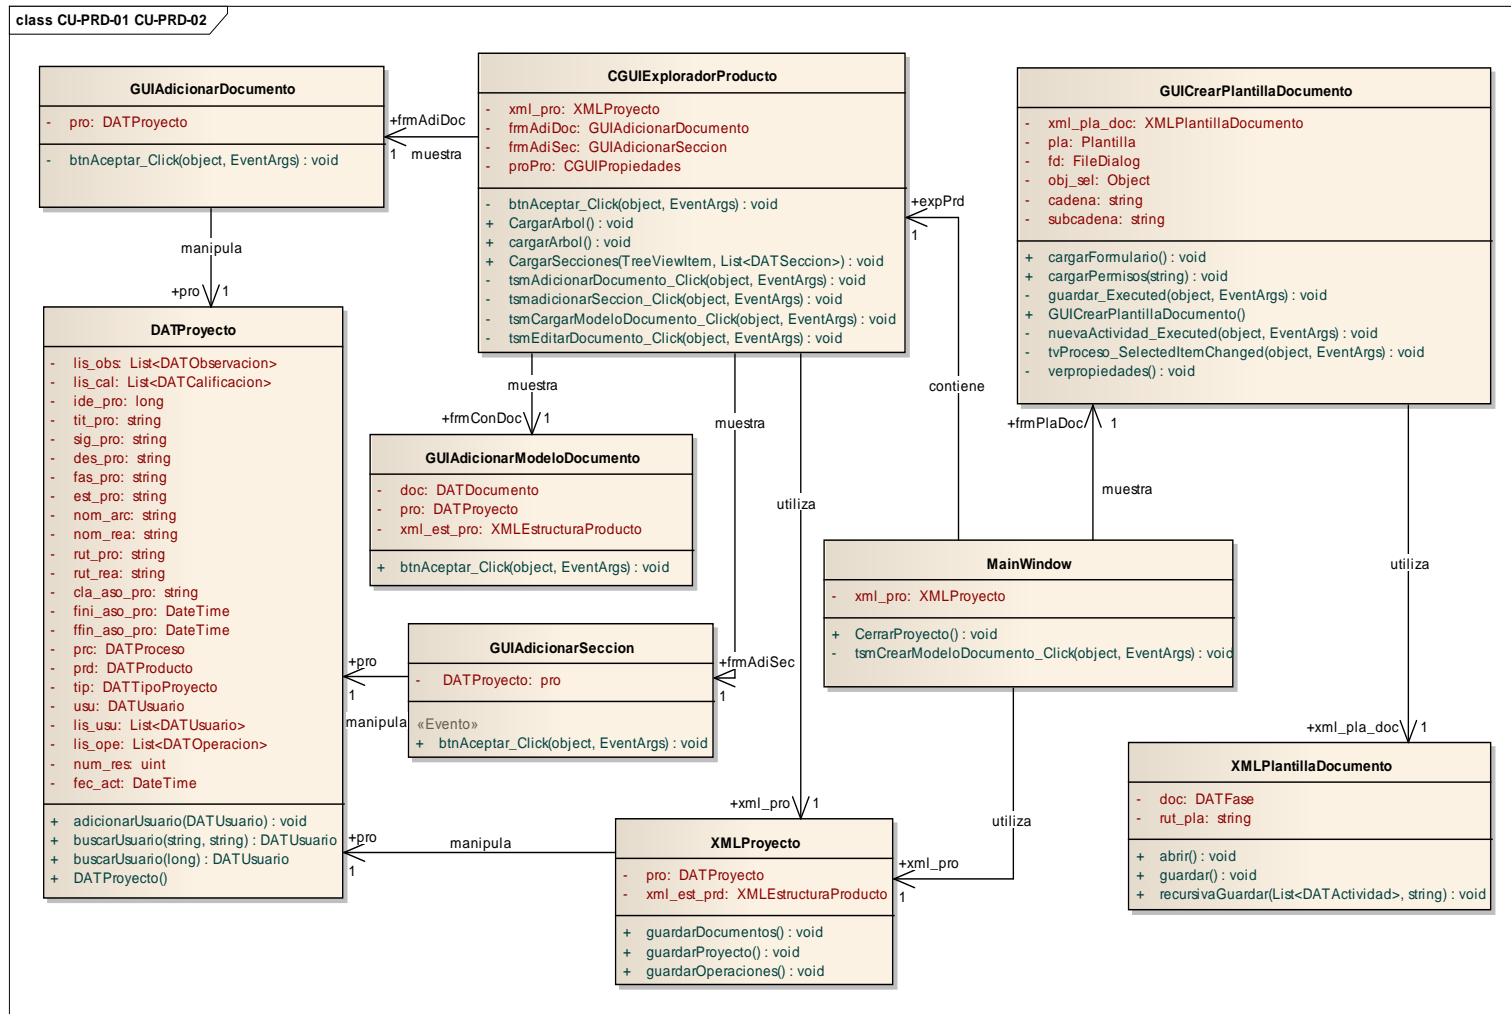 class CU-PRD-01 CU-PRD-02
GUIAdicionarDocumento
- pro: DATProyecto
- btnAceptar_Click(object, EventArgs) : void
+frmAdiDoc
1
muestra
CGUIExploradorProducto
- xml_pro: XMLProyecto
- frmAdiDoc: GUIAdicionarDocumento
- frmAdiSec: GUIAdicionarSeccion
- proPro: CGUIPropiedades
- btnAceptar_Click(object, EventArgs) : void
+ CargarArbol() : void
+ cargarArbol() : void
+ CargarSecciones(TreeViewItem, List<DATSeccion>) : void
- tsmAdicionarDocumento_Click(object, EventArgs) : void
- tsmadicionarSeccion_Click(object, EventArgs) : void
- tsmCargarModeloDocumento_Click(object, EventArgs) : void
- tsmEditarDocumento_Click(object, EventArgs) : void
+expPrd
1
GUICrearPlantillaDocumento
- xml_pla_doc: XMLPlantillaDocumento
- pla: Plantilla
- fd: FileDialog
- obj_sel: Object
- cadena: string
- subcadena: string
+ cargarFormulario() : void
+ cargarPermisos(string) : void
- guardar_Executed(object, EventArgs) : void
+ GUICrearPlantillaDocumento()
- nuevaActividad_Executed(object, EventArgs) : void
- tvProceso_SelectedItemChanged(object, EventArgs) : void
- verpropiedades() : void
manipula
+pro 1
DATProyecto
- lis_obs: List<DATObservacion>
- lis_cal: List<DATCalificacion>
- ide_pro: long
- tit_pro: string
- sig_pro: string
- des_pro: string
- fas_pro: string
- est_pro: string
- nom_arc: string
- nom_rea: string
- rut_pro: string
- rut_rea: string
- cla_aso_pro: string
- fini_aso_pro: DateTime
- ffin_aso_pro: DateTime
- prc: DATProceso
- prd: DATProducto
- tip: DATTipoProyecto
- usu: DATUsuario
- lis_usu: List<DATUsuario>
- lis_ope: List<DATOperacion>
- num_res: uint
- fec_act: DateTime
+ adicionarUsuario(DATUsuario) : void
+ buscarUsuario(string, string) : DATUsuario
+ buscarUsuario(long) : DATUsuario
+ DATProyecto()
muestra
+frmConDoc 1
GUIAdicionarModeloDocumento
- doc: DATDocumento
- pro: DATProyecto
- xml_est_pro: XMLEstructuraProducto
+ btnAceptar_Click(object, EventArgs) : void
muestra
+frmAdiSec
1
utiliza
+xml_pro 1
contiene
+frmPlaDoc 1
muestra
utiliza
+xml_pla_doc 1
MainWindow
- xml_pro: XMLProyecto
+ CerrarProyecto() : void
- tsmCrearModeloDocumento_Click(object, EventArgs) : void
GUIAdicionarSeccion
- DATProyecto: pro
«Evento»
+ btnAceptar_Click(object, EventArgs) : void
+pro
1
manipula
utiliza
+xml_pro
1
XMLPlantillaDocumento
- doc: DATFase
- rut_pla: string
+ abrir() : void
+ guardar() : void
+ recursivaGuardar(List<DATActividad>, string) : void
XMLProyecto
- pro: DATProyecto
- xml_est_prd: XMLEstructuraProducto
+ guardarDocumentos() : void
+ guardarProyecto() : void
+ guardarOperaciones() : void
+pro
1
manipula